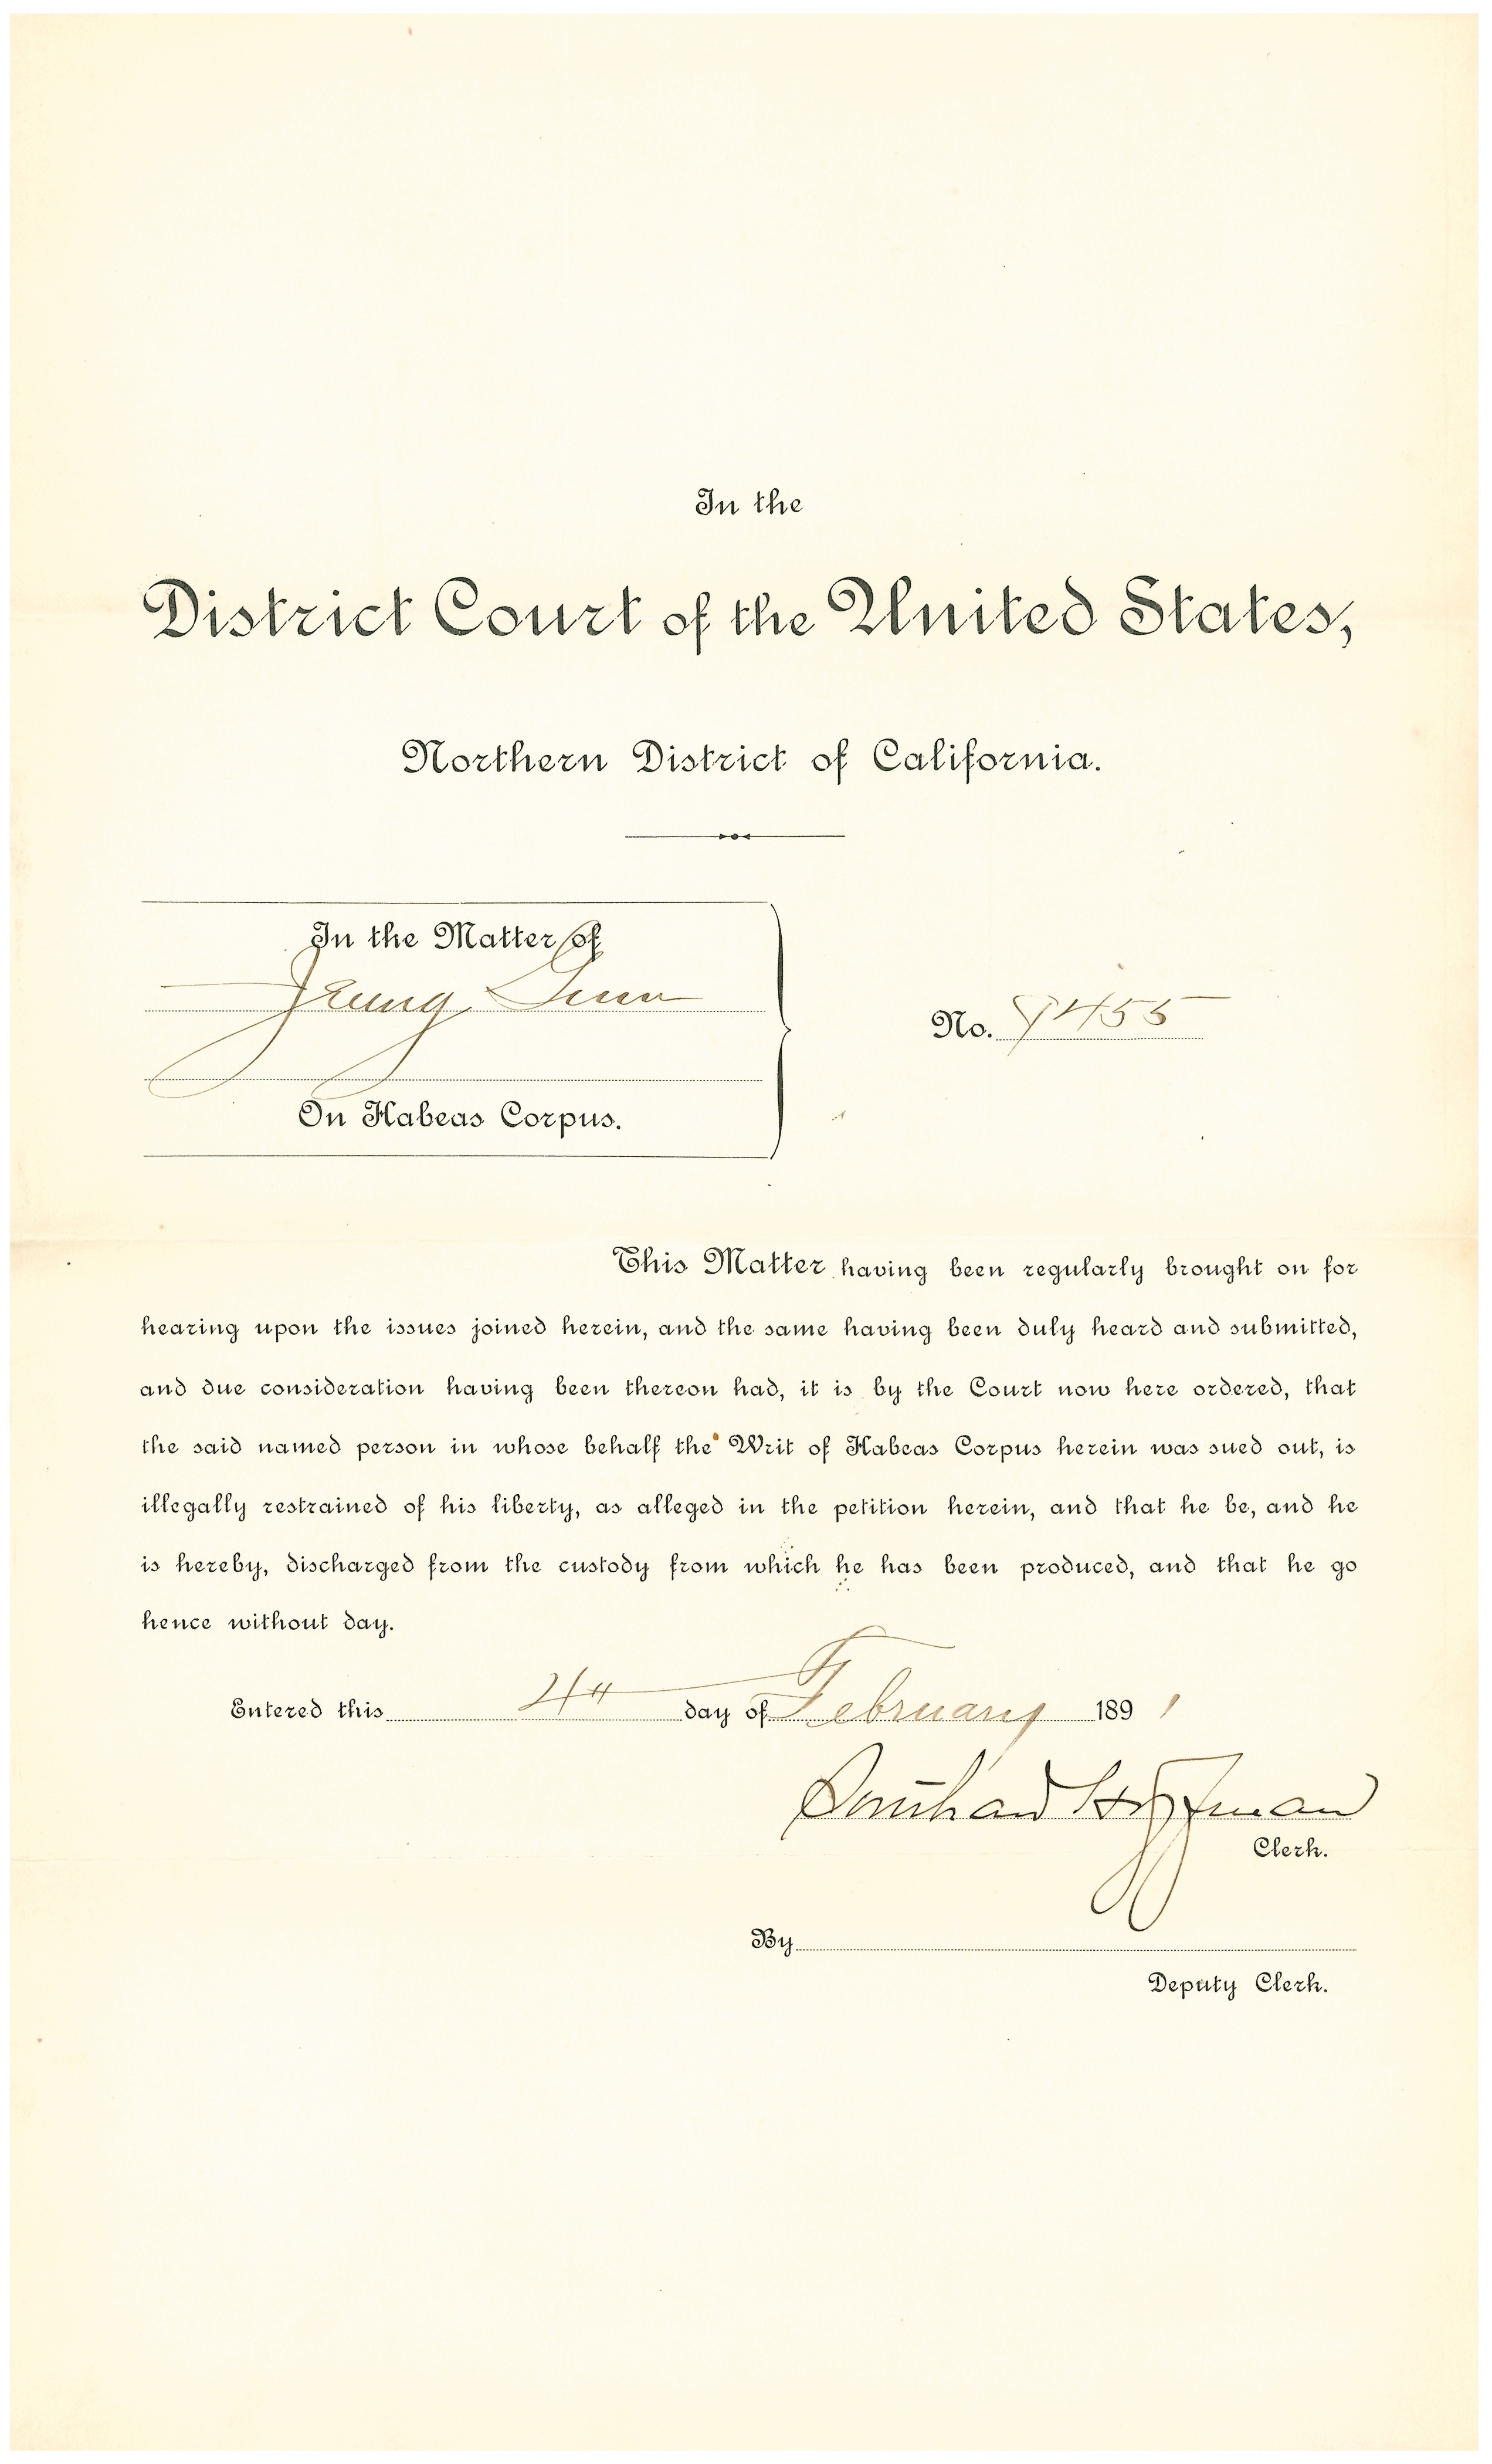 In the
District Court of the United States,
Northern District of California.
In the Matter of
No. 9455
On Habeas Corpus.
This Matter having been regularly brought on for
hearing upon the issues joined herein, and the same having been duly heard and submitted,
and due consideration having been thereon had, it is by the Court now here ordered, that
the said named person in whose behalf the Writ of Habeas Corpus herein was sued out, is
illegally restrained of his liberty, as alleged in the petition herein, and that he be, and he
is hereby, discharged from the custody from which he has been produced, and that he go
hence without day.
Entered this 4" day of February 1891
Southard Hoffman
Clerk.
By
Deputy Clerk.